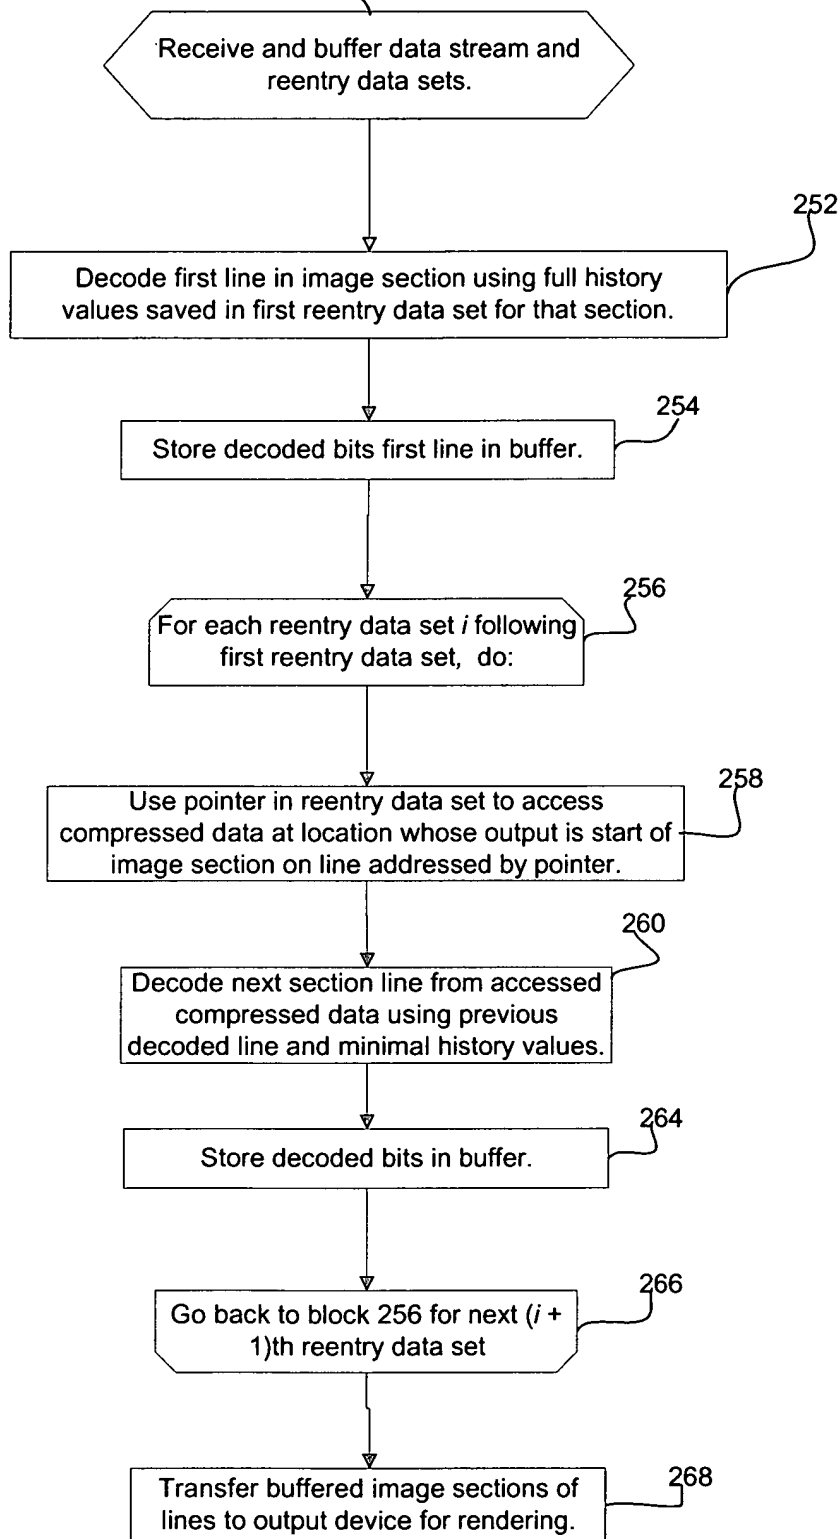 Receive and buffer data stream and
reentry data sets.
252
Decode first line in image section using full history
values saved in first reentry data set for that section.
254
Store decoded bits first line in buffer.
256
For each reentry data set i following
first reentry data set, do:
258
Use pointer in reentry data set to access
compressed data at location whose output is start of
image section on line addressed by pointer.
260
Decode next section line from accessed
compressed data using previous
decoded line and minimal history values.
264
Store decoded bits in buffer.
266
Go back to block 256 for next (i +
1)th reentry data set
268
Transfer buffered image sections of
lines to output device for rendering.